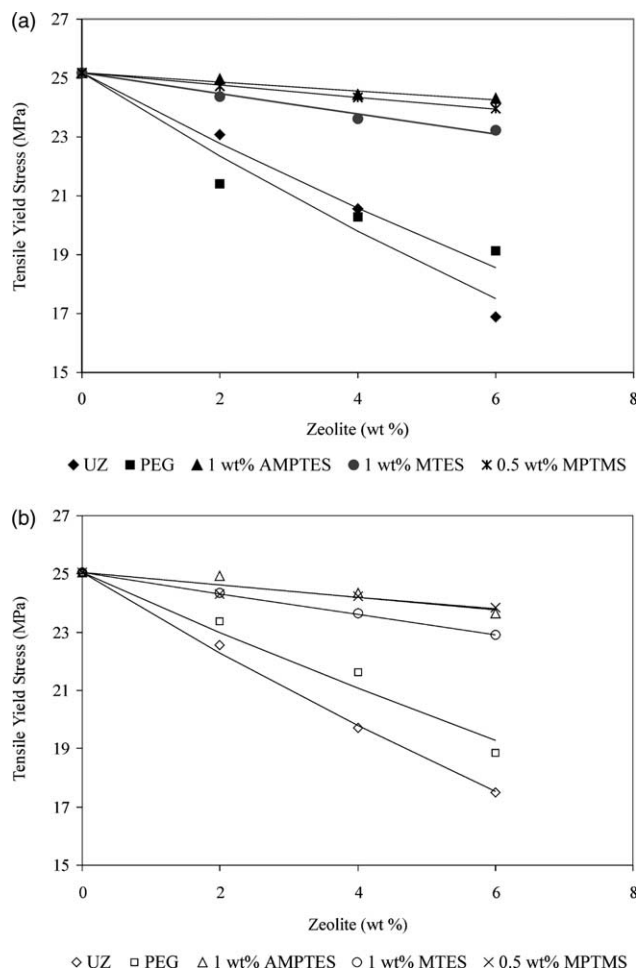 (a)
27
25
23
21
19
17
15
Tensile Yield Stress (MPa)
0 2 4 6 8
Zeolite (wt %)
◆ UZ ■ PEG ▲ 1 wt% AMPTES ● 1 wt% MTES ✱ 0.5 wt% MPTMS
(b)
27
25
23
21
19
17
15
Tensile Yield Stress (MPa)
0 2 4 6 8
Zeolite (wt %)
◇ UZ □ PEG △ 1 wt% AMPTES ○ 1 wt% MTES × 0.5 wt% MPTMS